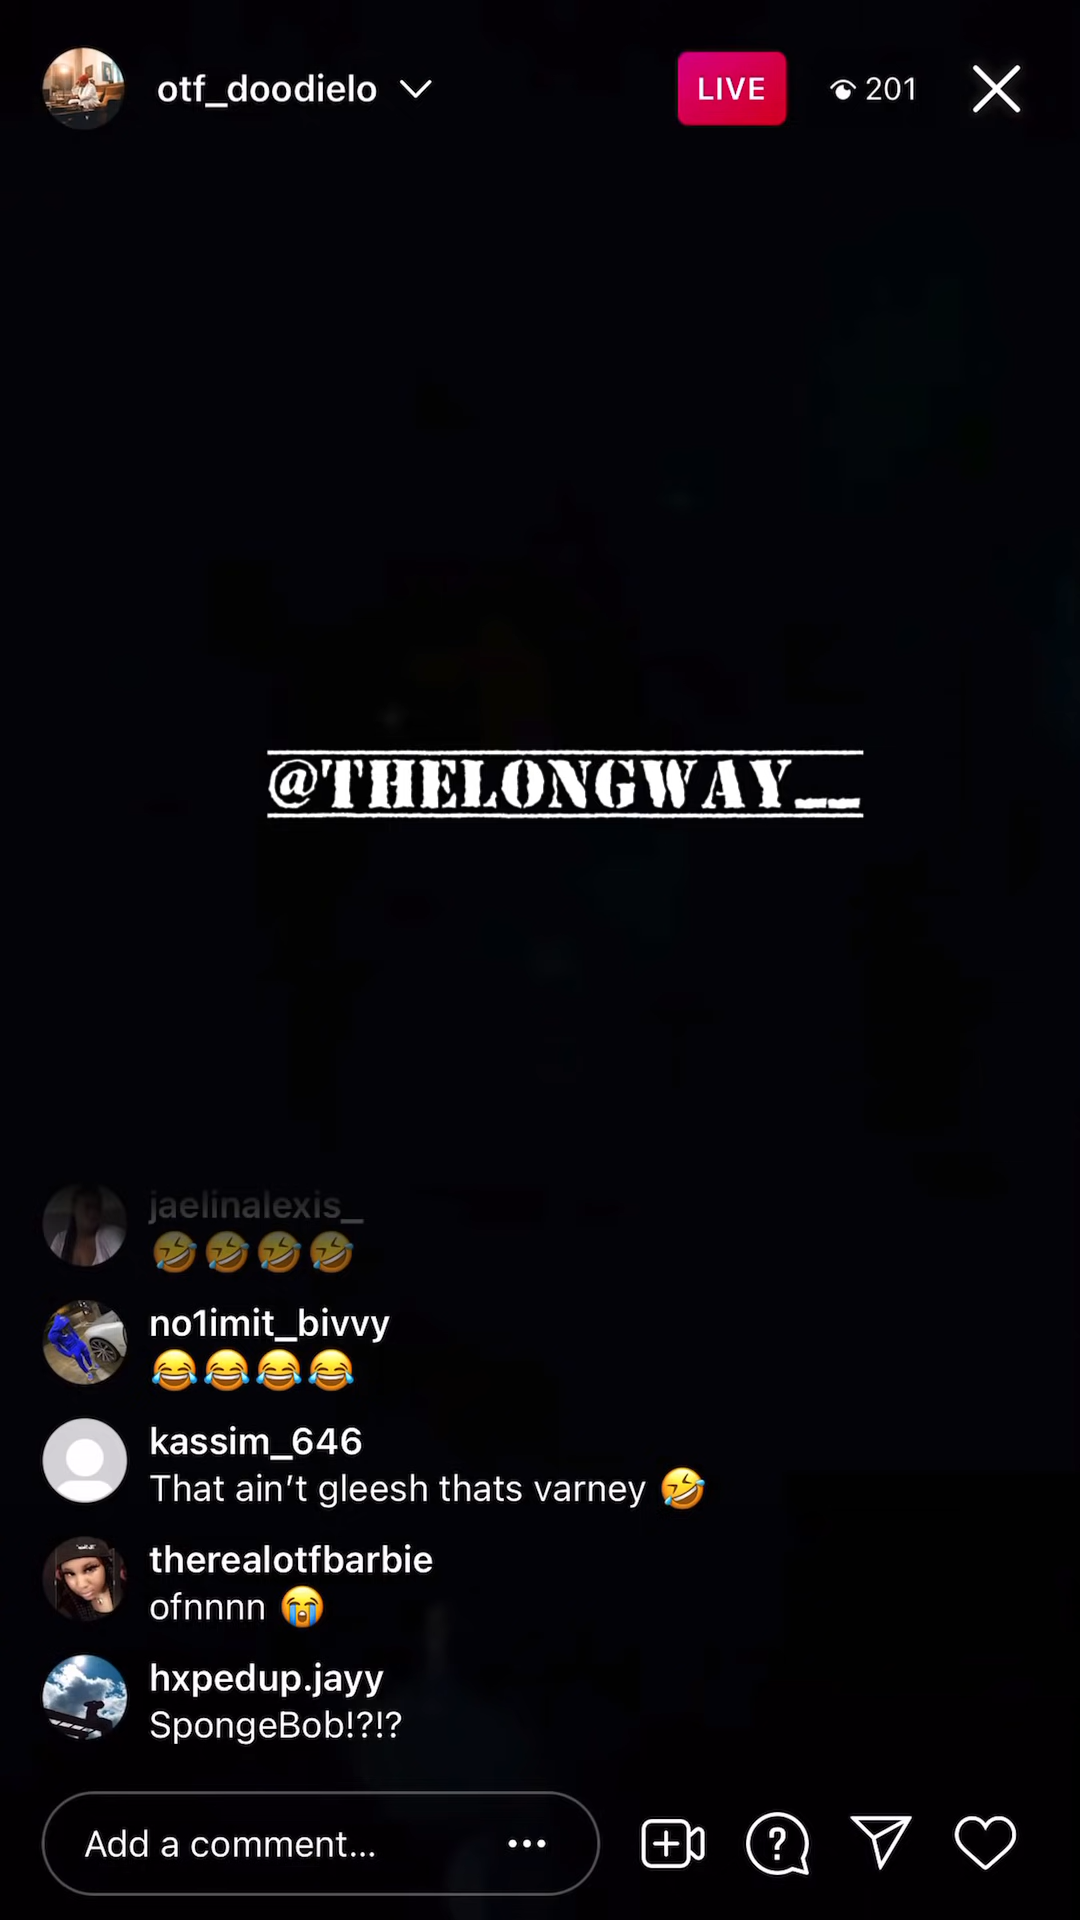 otf_doodielo
LIVE
201
@THELONGWAY__
jaelinalexis_
🤣🤣🤣🤣
no1imit_bivvy
😂😂😂😂
kassim_646
That ain't gleesh thats varney 🤣
therealotfbarbie
ofnnnn 😭
hxpedup.jayy
SpongeBob!?!?
Add a comment...